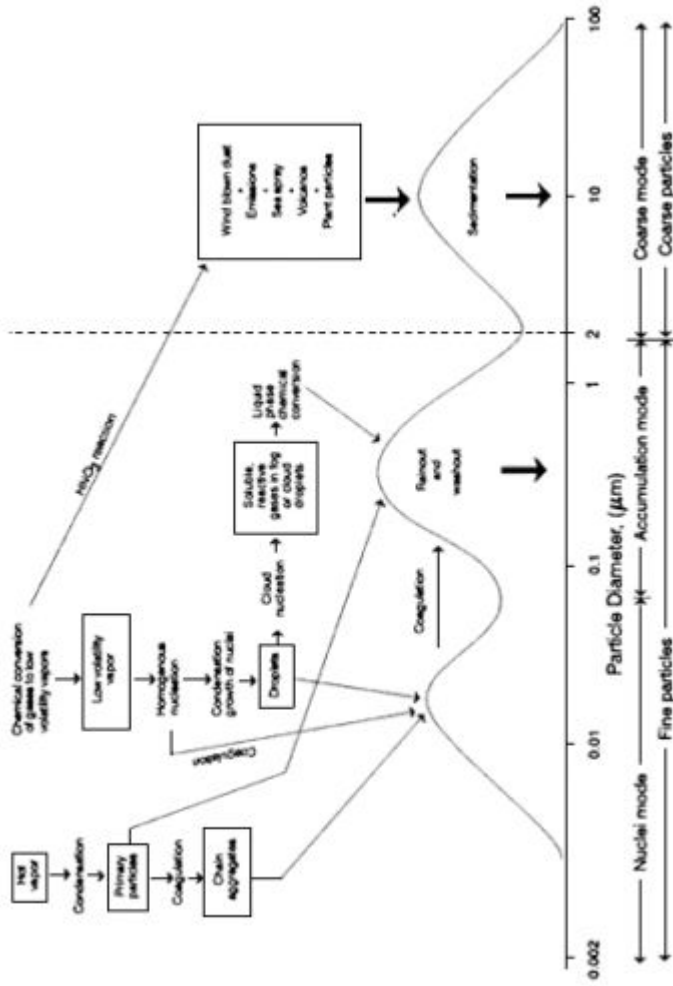 Hot
vapor
Condensation
Primary
particles
Coagulation
Chain
aggregates
Chemical conversion
of gases to low
volatility vapors
Low volatility
vapor
Homogenous
nucleation
Condensation
growth of nuclei
Droplets
Cloud
nucleation
Soluble,
reactive
gases in fog
or cloud
droplets
Liquid
phase
chemical
conversion
Coagulation
HNO3 reaction
Wind blown dust
+
Emissions
+
Sea spray
+
Volcanos
+
Plant particles
Coagulation
Rainout
and
washout
Sedimentation
0.002
0.01
0.1
1
2
10
100
Particle Diameter, (μm)
Nuclei mode
Accumulation mode
Coarse mode
Fine particles
Coarse particles